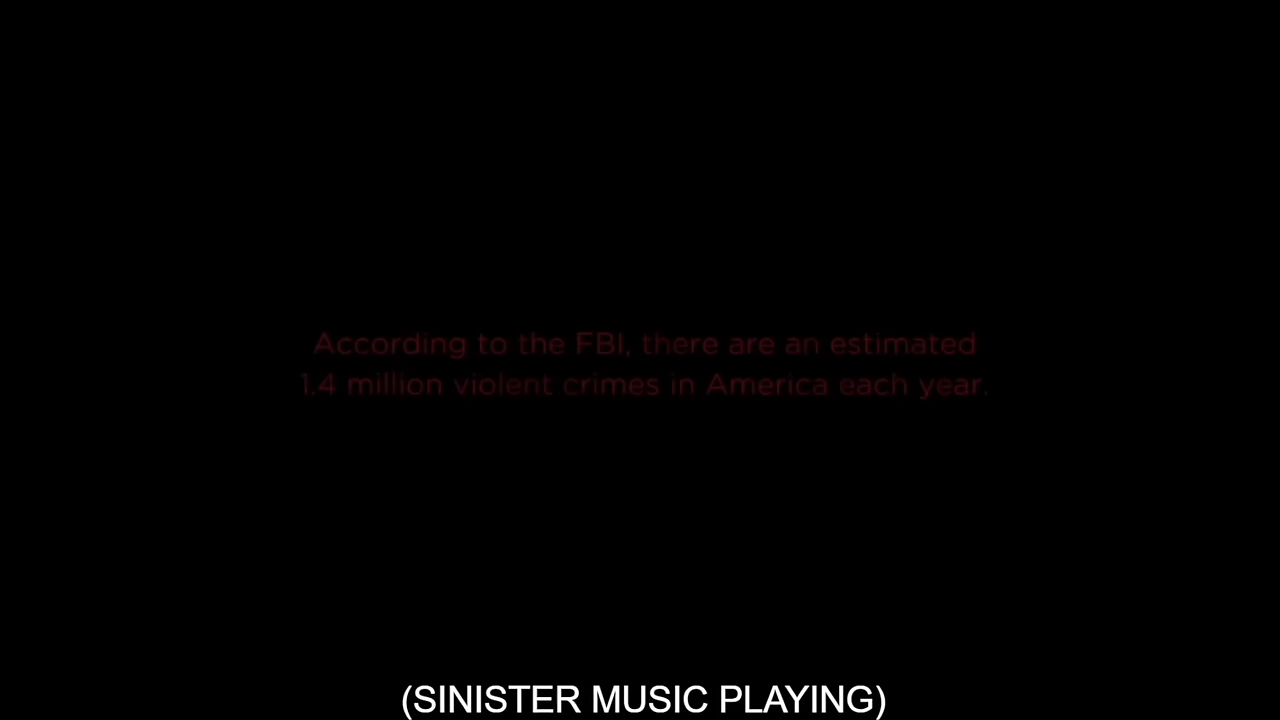 According to the FBI, there are an estimated
1.4 million violent crimes in America each year.
(SINISTER MUSIC PLAYING)